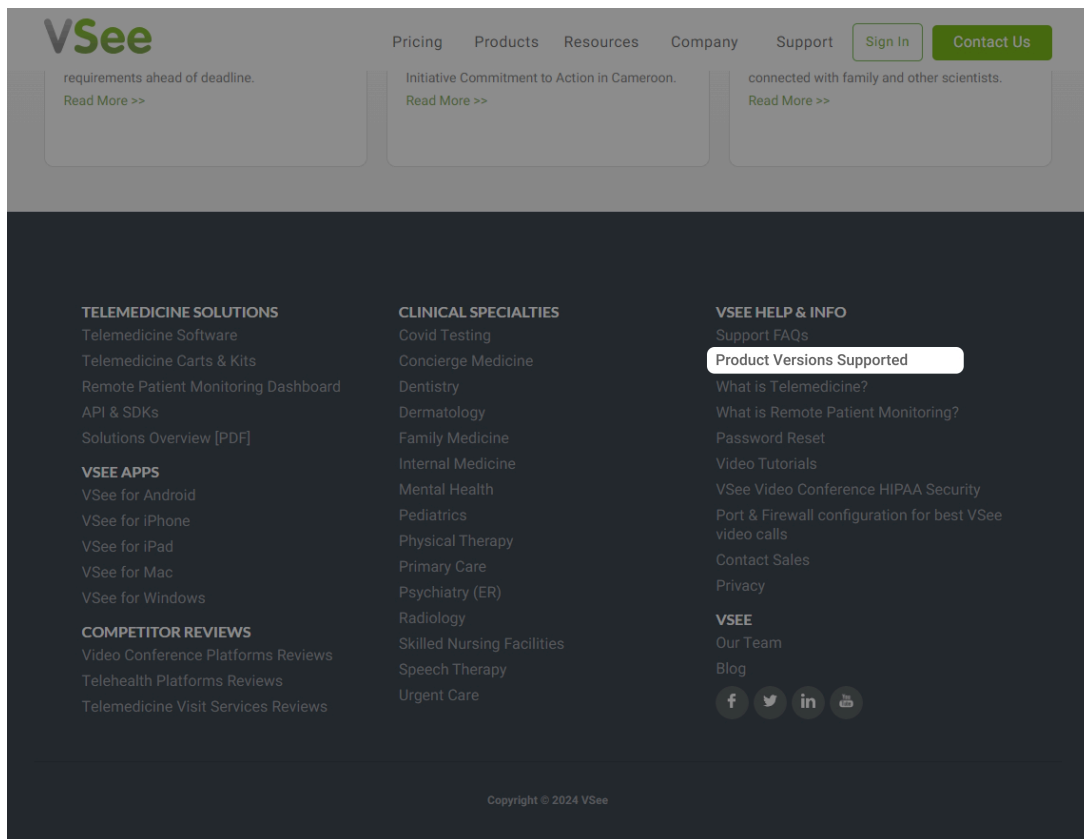 VSee
Pricing Products Resources Company Support Sign In Contact Us
requirements ahead of deadline.
Read More >>
Initiative Commitment to Action in Cameroon.
Read More >>
connected with family and other scientists.
Read More >>
TELEMEDICINE SOLUTIONS
Telemedicine Software
Telemedicine Carts & Kits
Remote Patient Monitoring Dashboard
API & SDKs
Solutions Overview [PDF]
VSEE APPS
VSee for Android
VSee for iPhone
VSee for iPad
VSee for Mac
VSee for Windows
COMPETITOR REVIEWS
Video Conference Platforms Reviews
Telehealth Platforms Reviews
Telemedicine Visit Services Reviews
CLINICAL SPECIALTIES
Covid Testing
Concierge Medicine
Dentistry
Dermatology
Family Medicine
Internal Medicine
Mental Health
Pediatrics
Physical Therapy
Primary Care
Psychiatry (ER)
Radiology
Skilled Nursing Facilities
Speech Therapy
Urgent Care
VSEE HELP & INFO
Support FAQs
Product Versions Supported
What is Telemedicine?
What is Remote Patient Monitoring?
Password Reset
Video Tutorials
VSee Video Conference HIPAA Security
Port & Firewall configuration for best VSee
video calls
Contact Sales
Privacy
VSEE
Our Team
Blog
f in You Tube
Copyright © 2024 VSee